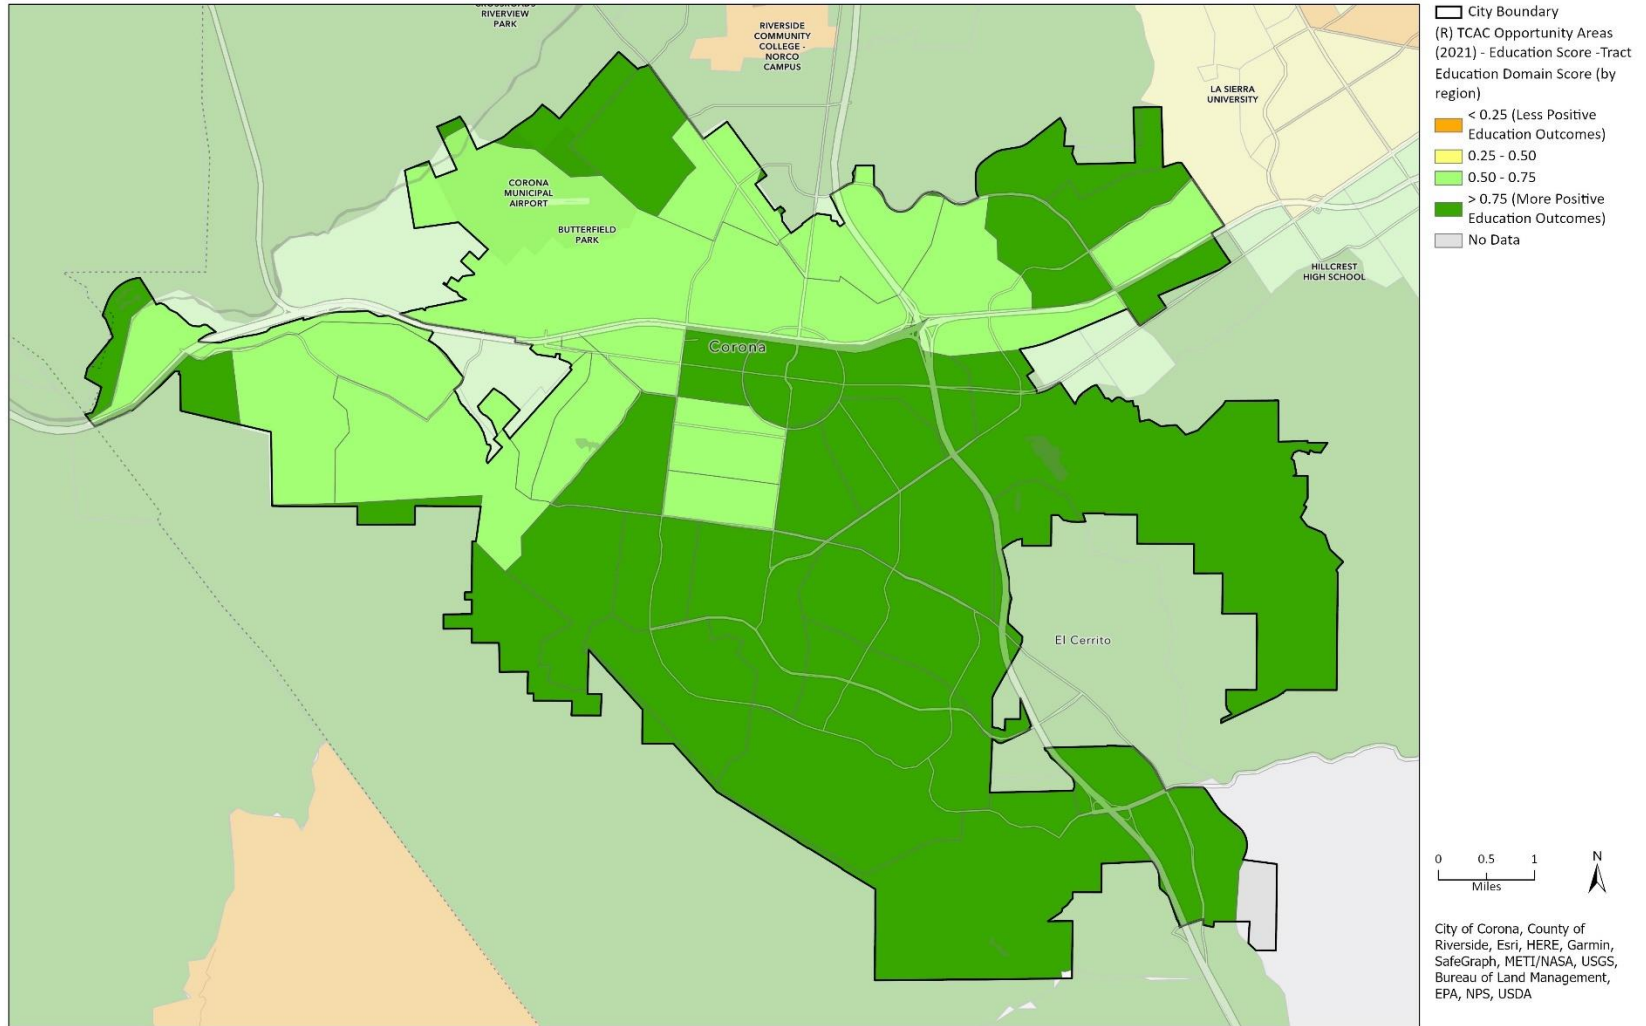 CROSSROADS
RIVERVIEW
PARK
RIVERSIDE
COMMUNITY
COLLEGE -
NORCO
CAMPUS
LA SIERRA
UNIVERSITY
CORONA
MUNICIPAL
AIRPORT
BUTTERFIELD
PARK
HILLCREST
HIGH SCHOOL
Corona
El Cerrito
City Boundary
(R) TCAC Opportunity Areas
(2021) - Education Score -Tract
Education Domain Score (by
region)
< 0.25 (Less Positive
Education Outcomes)
0.25 - 0.50
0.50 - 0.75
> 0.75 (More Positive
Education Outcomes)
No Data
0 0.5 1
Miles
N
City of Corona, County of
Riverside, Esri, HERE, Garmin,
SafeGraph, METI/NASA, USGS,
Bureau of Land Management,
EPA, NPS, USDA